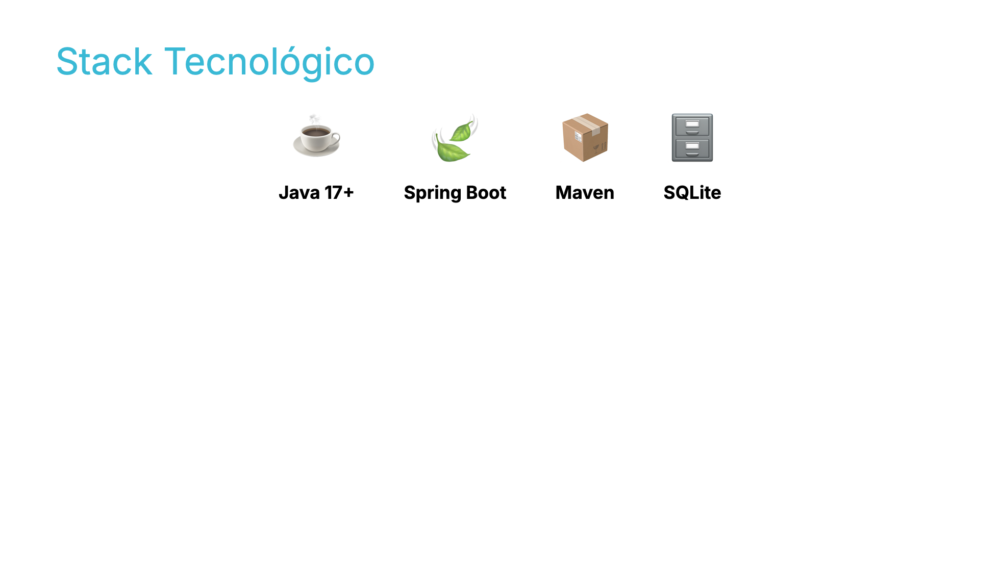 Stack Tecnológico
Java 17+
Spring Boot
Maven
SQLite